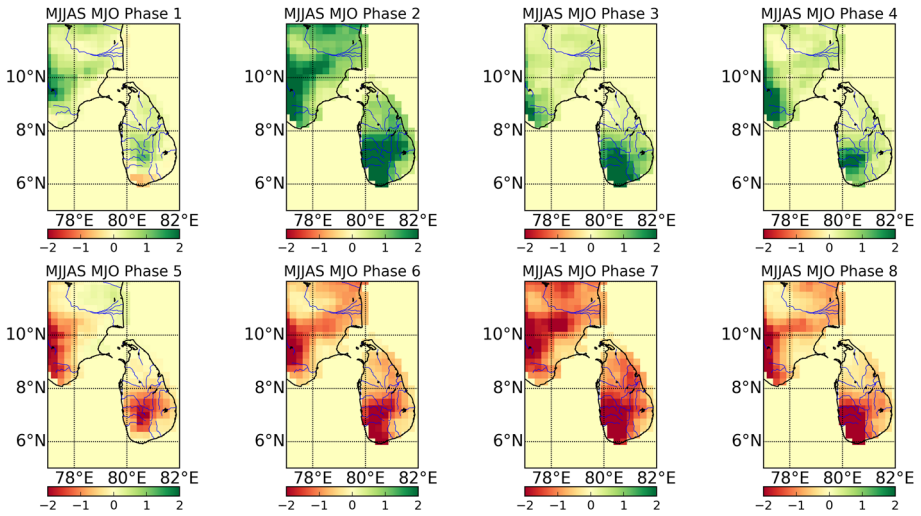 MJJAS MJO Phase 1 MJJAS MJO Phase 2 MJJAS MJO Phase 3 MJJAS MJO Phase 4
10°N 10°N 10°N 10°N
8°N 8°N 8°N 8°N
6°N 6°N 6°N 6°N
78°E 80°E 82°E 78°E 80°E 82°E 78°E 80°E 82°E 78°E 80°E 82°E
−2 −1 0 1 2 −2 −1 0 1 2 −2 −1 0 1 2 −2 −1 0 1 2
MJJAS MJO Phase 5 MJJAS MJO Phase 6 MJJAS MJO Phase 7 MJJAS MJO Phase 8
10°N 10°N 10°N 10°N
8°N 8°N 8°N 8°N
6°N 6°N 6°N 6°N
78°E 80°E 82°E 78°E 80°E 82°E 78°E 80°E 82°E 78°E 80°E 82°E
−2 −1 0 1 2 −2 −1 0 1 2 −2 −1 0 1 2 −2 −1 0 1 2